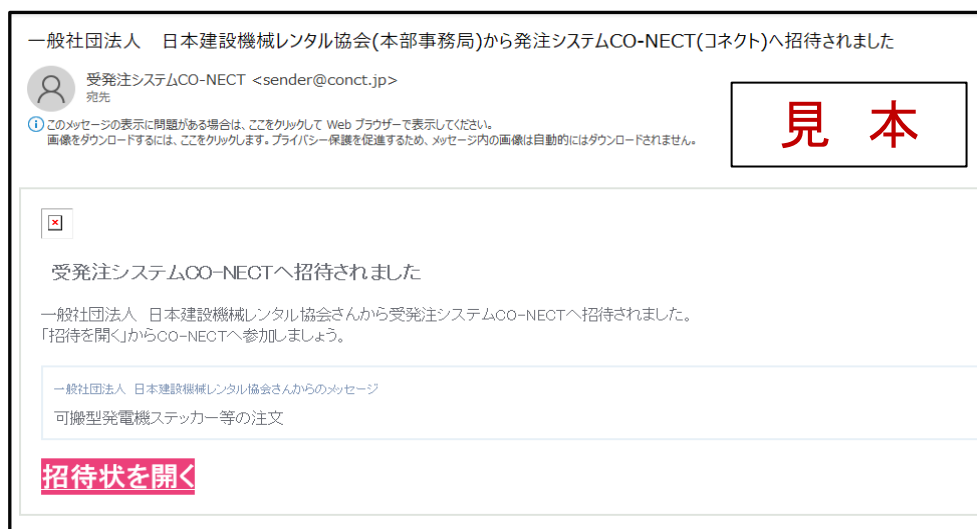 一般社団法人　日本建設機械レンタル協会(本部事務局)から発注システムCO-NECT(コネクト)へ招待されました
受発注システムCO-NECT <sender@conct.jp>
宛先
見 本
このメッセージの表示に問題がある場合は、ここをクリックして Web ブラウザーで表示してください。
画像をダウンロードするには、ここをクリックします。プライバシー保護を促進するため、メッセージ内の画像は自動的にはダウンロードされません。
受発注システムCO-NECTへ招待されました
一般社団法人　日本建設機械レンタル協会さんから受発注システムCO-NECTへ招待されました。
「招待を開く」からCO-NECTへ参加しましょう。
一般社団法人　日本建設機械レンタル協会さんからのメッセージ
可搬型発電機ステッカー等の注文
招待状を開く